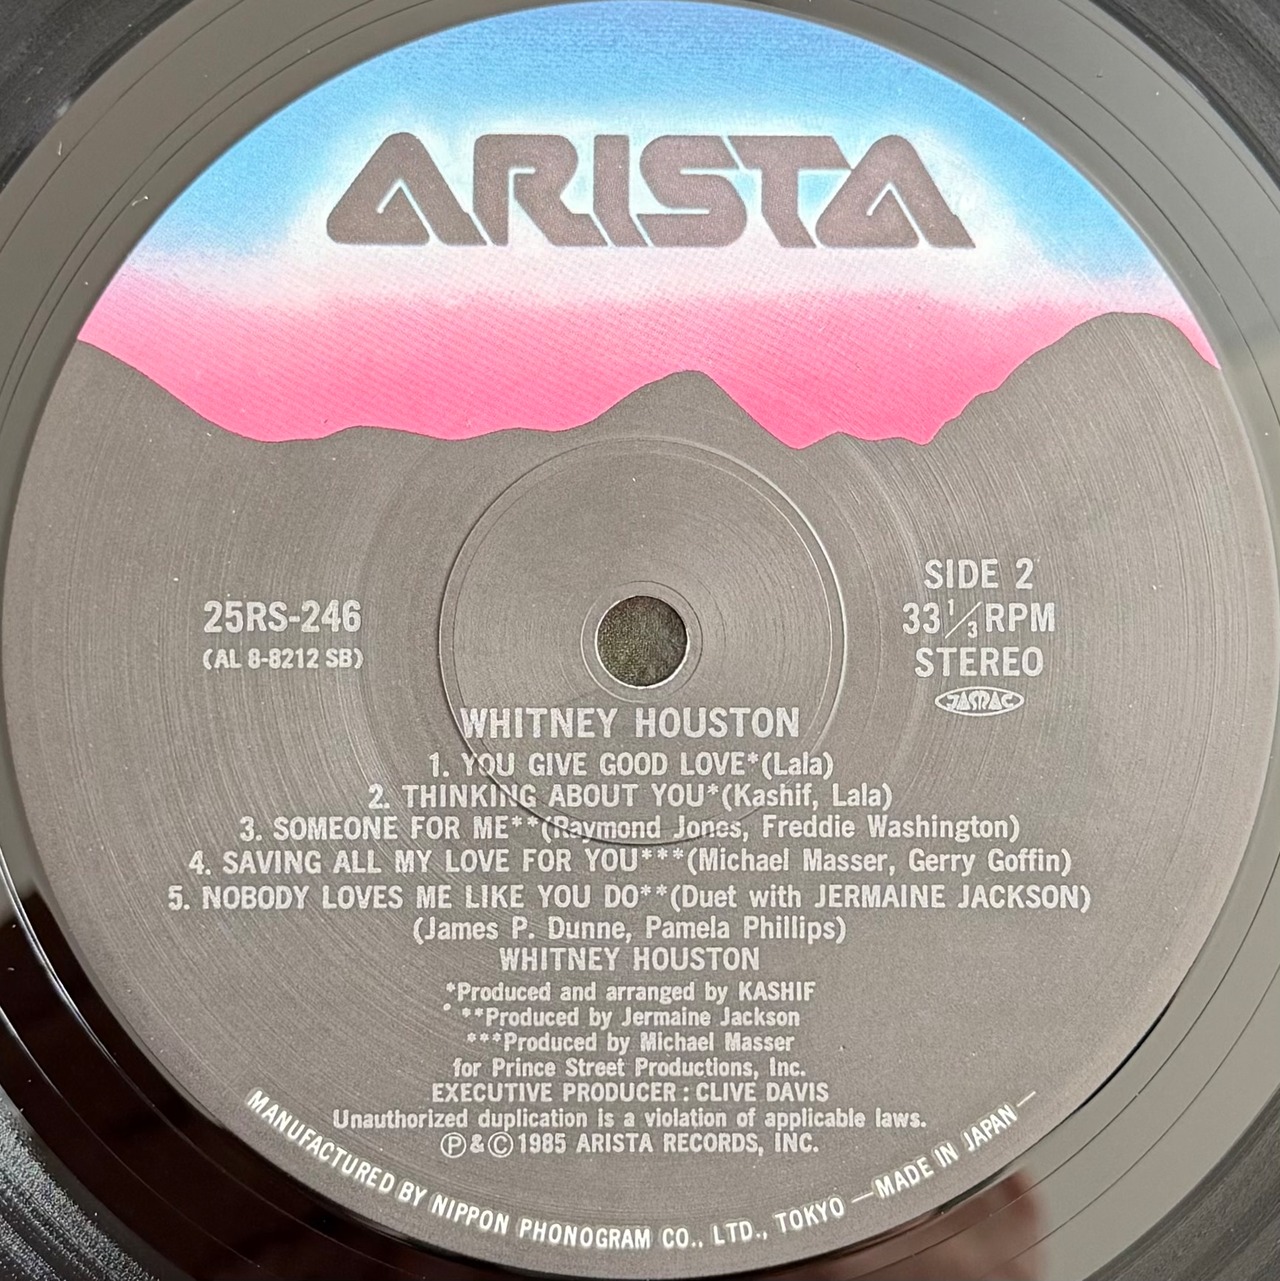 ARISTA
25RS-246
(AL 8-8212 SB)
SIDE 2
33 1/3 RPM
STEREO
JASRAC
WHITNEY HOUSTON
1. YOU GIVE GOOD LOVE*(Lala)
2. THINKING ABOUT YOU*(Kashif, Lala)
3. SOMEONE FOR ME**(Raymond Jones, Freddie Washington)
4. SAVING ALL MY LOVE FOR YOU***(Michael Masser, Gerry Goffin)
5. NOBODY LOVES ME LIKE YOU DO**(Duet with JERMAINE JACKSON)
(James P. Dunne, Pamela Phillips)
WHITNEY HOUSTON
*Produced and arranged by KASHIF
**Produced by Jermaine Jackson
***Produced by Michael Masser
for Prince Street Productions, Inc.
EXECUTIVE PRODUCER : CLIVE DAVIS
Unauthorized duplication is a violation of applicable laws.
Ⓟ&Ⓒ1985 ARISTA RECORDS, INC.
MANUFACTURED BY NIPPON PHONOGRAM CO., LTD., TOKYO —MADE IN JAPAN—